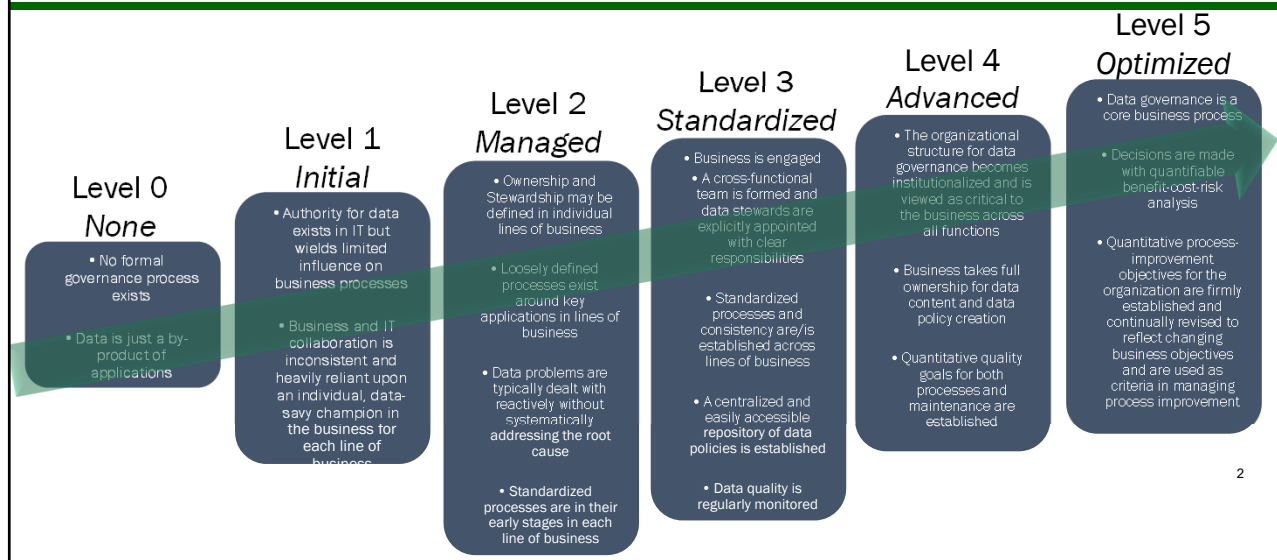 Level 0
None
• No formal
governance process
exists
• Data is just a by-
product of
applications
Level 1
Initial
• Authority for data
exists in IT but
wields limited
influence on
business processes
• Business and IT
collaboration is
inconsistent and
heavily reliant upon
an individual, data-
savy champion in
the business for
each line of
business
Level 2
Managed
• Ownership and
Stewardship may be
defined in individual
lines of business
• Loosely defined
processes exist
around key
applications in lines of
business
• Data problems are
typically dealt with
reactively without
systematically
addressing the root
cause
• Standardized
processes are in their
early stages in each
line of business
Level 3
Standardized
• Business is engaged
• A cross-functional
team is formed and
data stewards are
explicitly appointed
with clear
responsibilities
• Standardized
processes and
consistency are/is
established across
lines of business
• A centralized and
easily accessible
repository of data
policies is established
• Data quality is
regularly monitored
Level 4
Advanced
• The organizational
structure for data
governance becomes
institutionalized and is
viewed as critical to
the business across
all functions
• Business takes full
ownership for data
content and data
policy creation
• Quantitative quality
goals for both
processes and
maintenance are
established
Level 5
Optimized
• Data governance is a
core business process
• Decisions are made
with quantifiable
benefit-cost-risk
analysis
• Quantitative process-
improvement
objectives for the
organization are firmly
established and
continually revised to
reflect changing
business objectives
and are used as
criteria in managing
process improvement
2